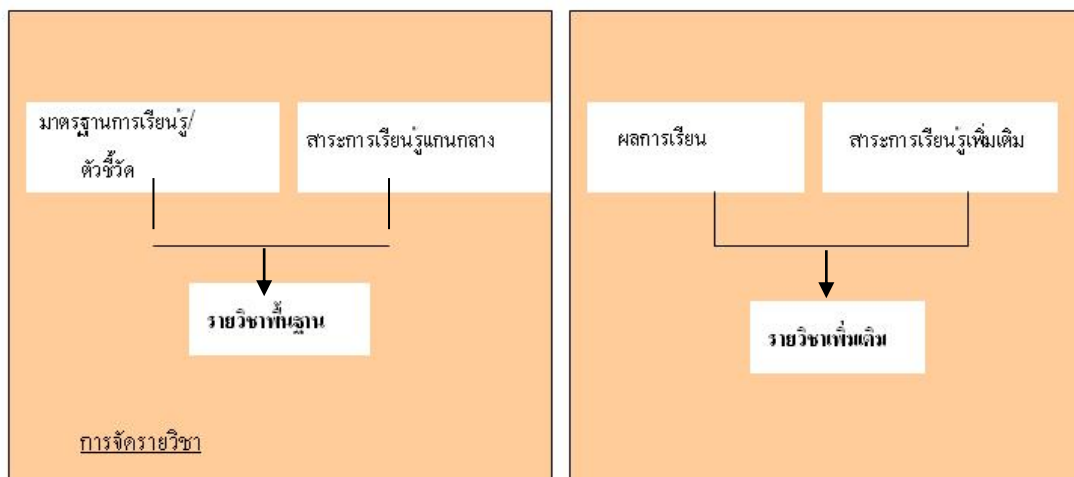 มาตรฐานการเรียนรู้/
ตัวชี้วัด
สาระการเรียนรู้แกนกลาง
รายวิชาพื้นฐาน
การจัดรายวิชา
ผลการเรียน
สาระการเรียนรู้เพิ่มเติม
รายวิชาเพิ่มเติม